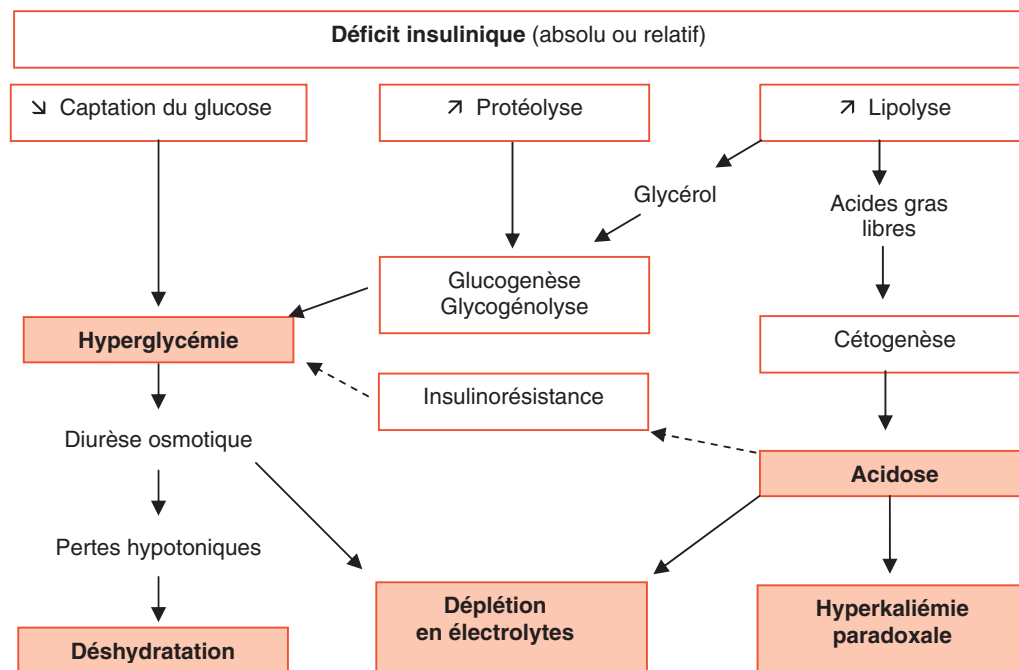 Déficit insulinique (absolu ou relatif)
↘ Captation du glucose
↗ Protéolyse
↗ Lipolyse
Glycérol
Acides gras
libres
Glucogenèse
Glycogénolyse
Hyperglycémie
Cétogenèse
Insulinorésistance
Diurèse osmotique
Acidose
Pertes hypotoniques
Déplétion
en électrolytes
Hyperkaliémie
paradoxale
Déshydratation